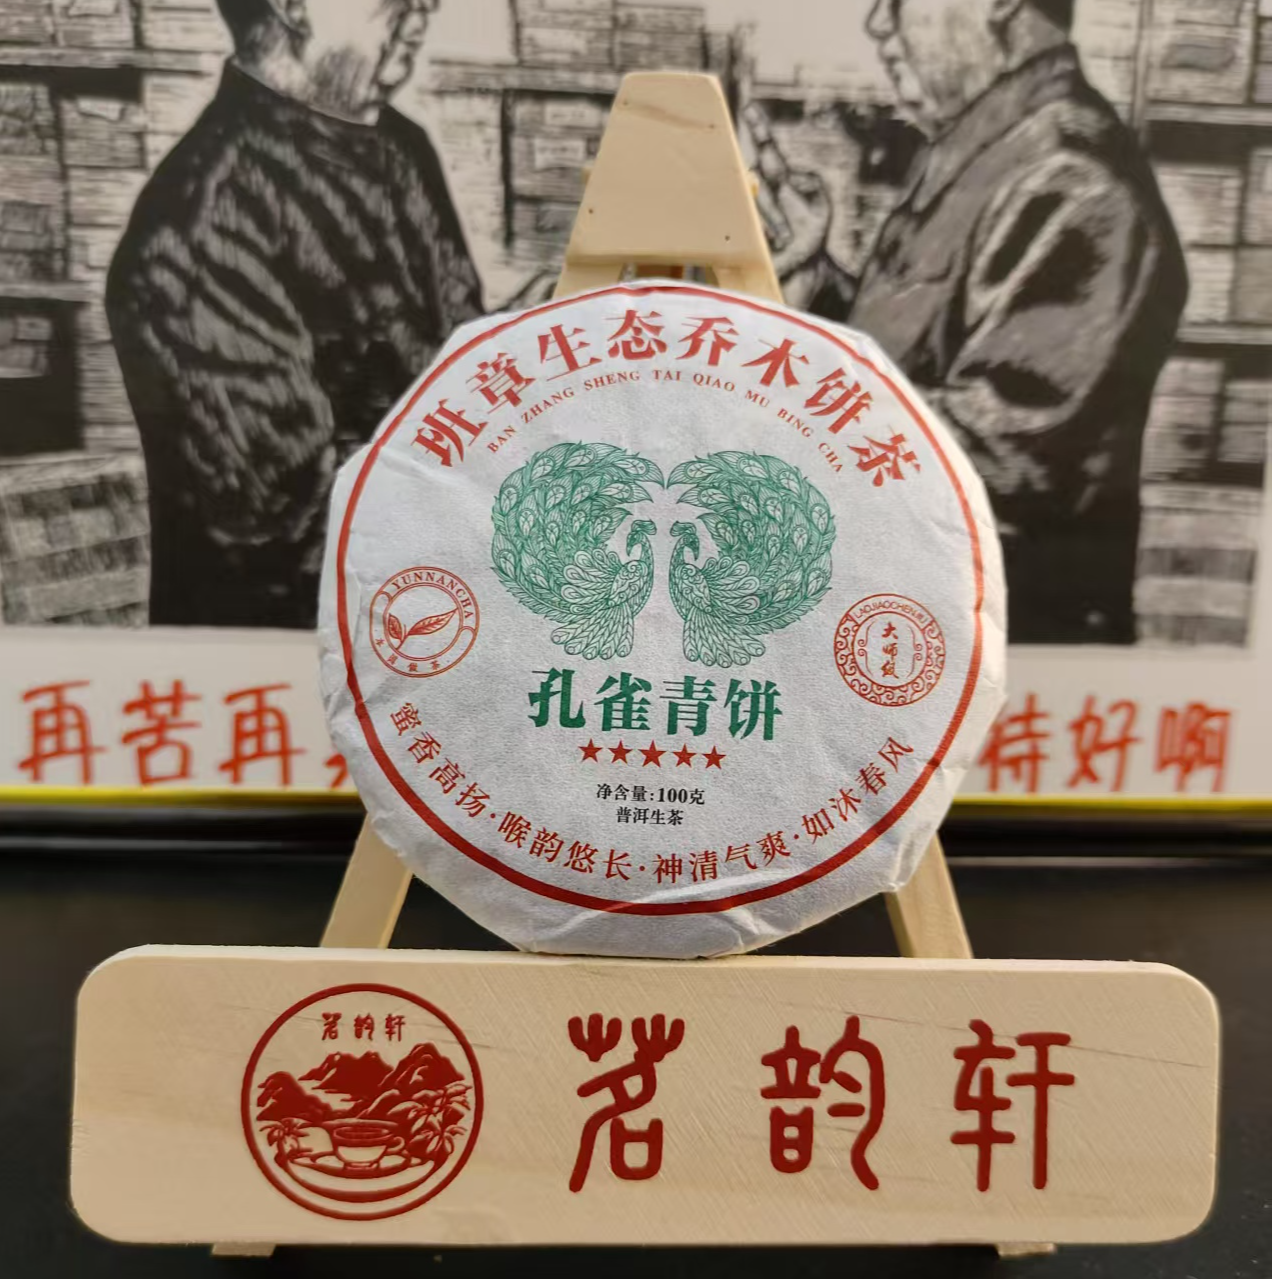 班章生态乔木饼茶
BAN ZHANG SHENG TAI QIAO MU BING CHA
YUNNANCHA
大师级
孔雀青饼
★★★★★
净含量:100克
普洱生茶
蜜香高扬·喉韵悠长·神清气爽·如沐春风
再苦再
待好啊
茗韵轩
茗韵轩